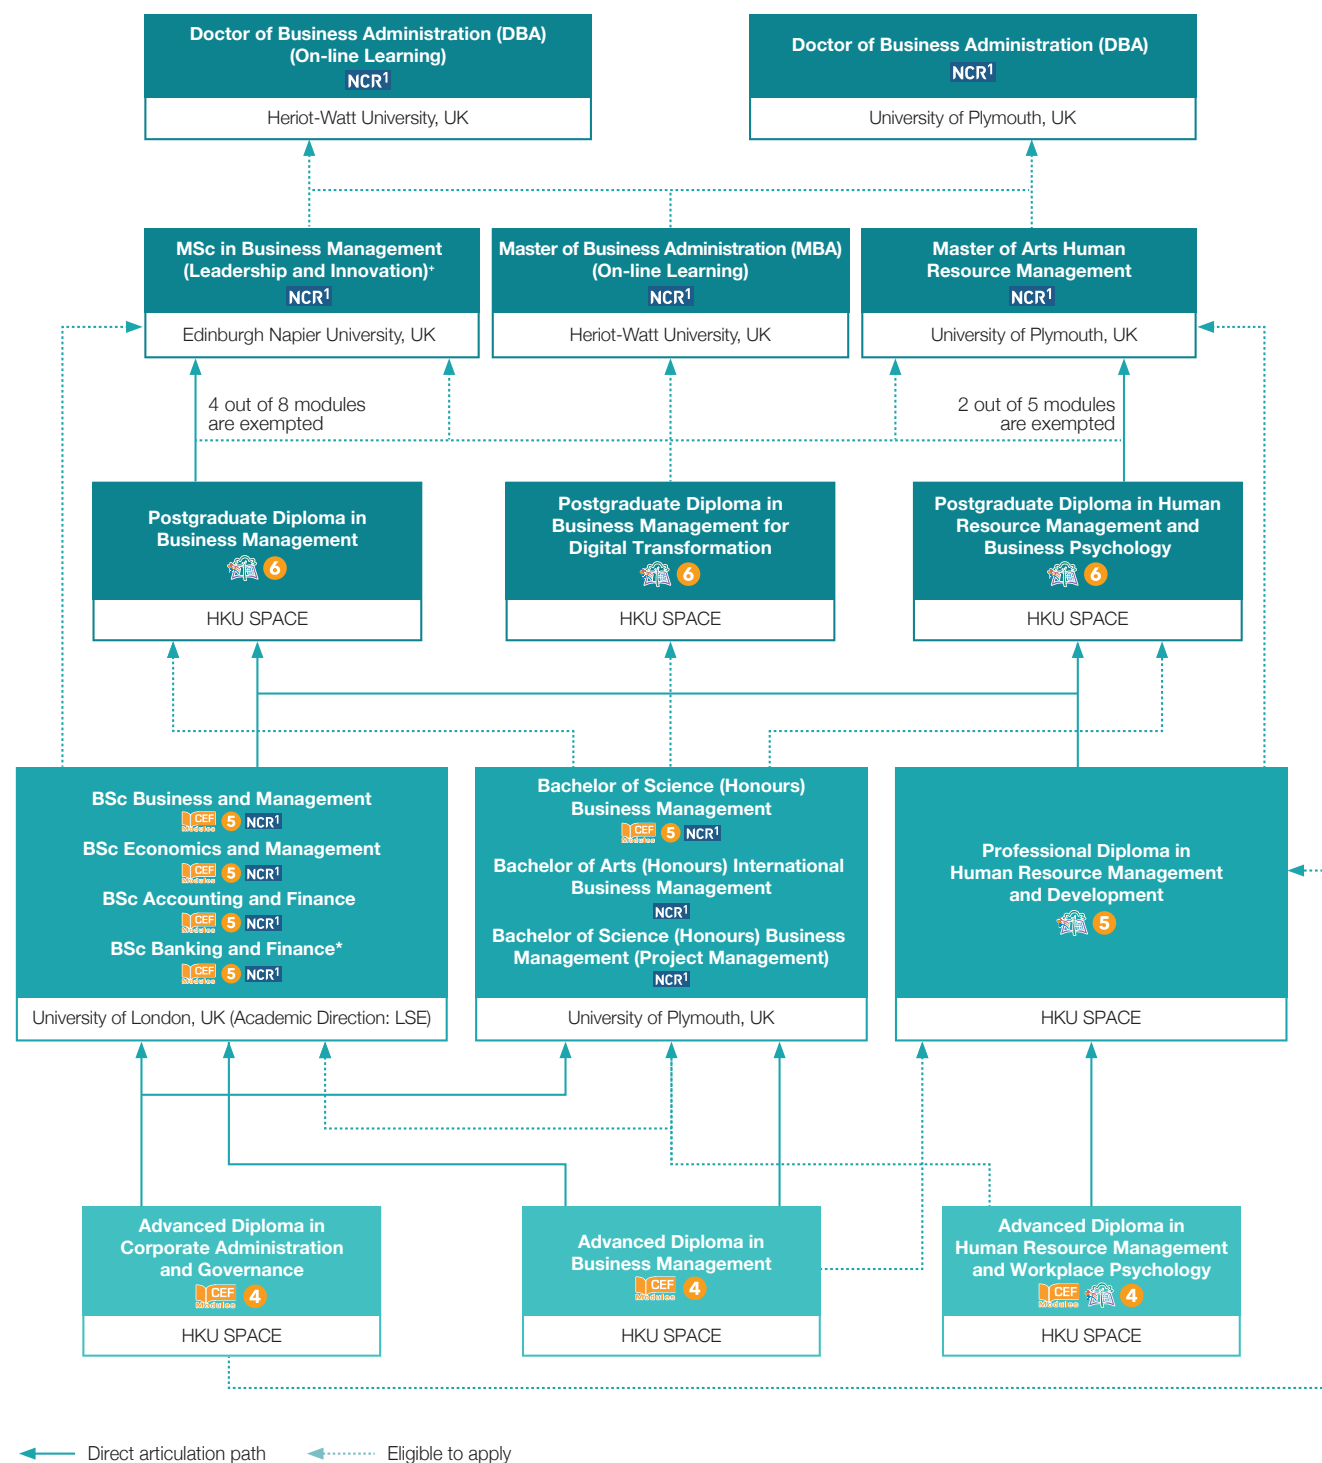 Doctor of Business Administration (DBA)
(On-line Learning)
NCR1
Heriot-Watt University, UK
Doctor of Business Administration (DBA)
NCR1
University of Plymouth, UK
MSc in Business Management
(Leadership and Innovation)+
NCR1
Edinburgh Napier University, UK
Master of Business Administration (MBA)
(On-line Learning)
NCR1
Heriot-Watt University, UK
Master of Arts Human
Resource Management
NCR1
University of Plymouth, UK
4 out of 8 modules
are exempted
2 out of 5 modules
are exempted
Postgraduate Diploma in
Business Management
6
HKU SPACE
Postgraduate Diploma in
Business Management for
Digital Transformation
6
HKU SPACE
Postgraduate Diploma in Human
Resource Management and
Business Psychology
6
HKU SPACE
BSc Business and Management
CEF Modules 5 NCR1
BSc Economics and Management
CEF Modules 5 NCR1
BSc Accounting and Finance
CEF Modules 5 NCR1
BSc Banking and Finance*
CEF Modules 5 NCR1
University of London, UK (Academic Direction: LSE)
Bachelor of Science (Honours)
Business Management
CEF Modules 5 NCR1
Bachelor of Arts (Honours) International
Business Management
NCR1
Bachelor of Science (Honours) Business
Management (Project Management)
NCR1
University of Plymouth, UK
Professional Diploma in
Human Resource Management
and Development
5
HKU SPACE
Advanced Diploma in
Corporate Administration
and Governance
CEF Modules 4
HKU SPACE
Advanced Diploma in
Business Management
CEF Modules 4
HKU SPACE
Advanced Diploma in
Human Resource Management
and Workplace Psychology
CEF Modules 4
HKU SPACE
Direct articulation path
Eligible to apply